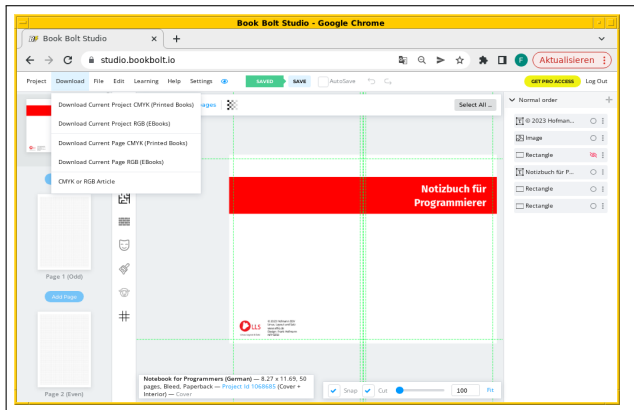 Book Bolt Studio - Google Chrome
Book Bolt Studio
studio.bookbolt.io
Aktualisieren
Project Download File Edit Learning Help Settings SAVED SAVE AutoSave GET PRO ACCESS Log Out
Download Current Project CMYK (Printed Books)
Download Current Project RGB (EBooks)
Download Current Page CMYK (Printed Books)
Download Current Page RGB (EBooks)
CMYK or RGB Article
ages
Select All ...
Normal order
© 2023 Hofman...
Image
Rectangle
Notizbuch für P...
Rectangle
Rectangle
Notizbuch für
Programmierer
Page 1 (Odd)
Add Page
Page 2 (Even)
LLS
Notebook for Programmers (German) — 8.27 x 11.69, 50
pages, Bleed, Paperback — Project Id 1068685 (Cover +
Interior) — Cover
Snap Cut 100 Fit